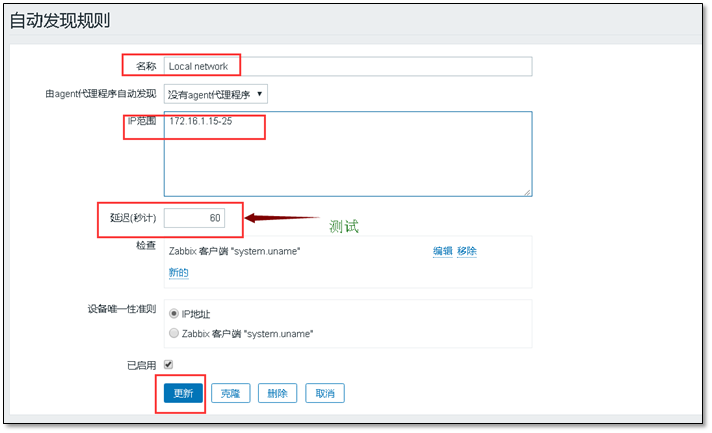 自动发现规则
名称 Local network
由agent代理程序自动发现 没有agent代理程序
IP范围 172.16.1.15-25
延迟(秒计) 60 测试
检查 Zabbix 客户端 "system.uname" 编辑 移除
新的
设备唯一性准则 IP地址
Zabbix 客户端 "system.uname"
已启用
更新 克隆 删除 取消